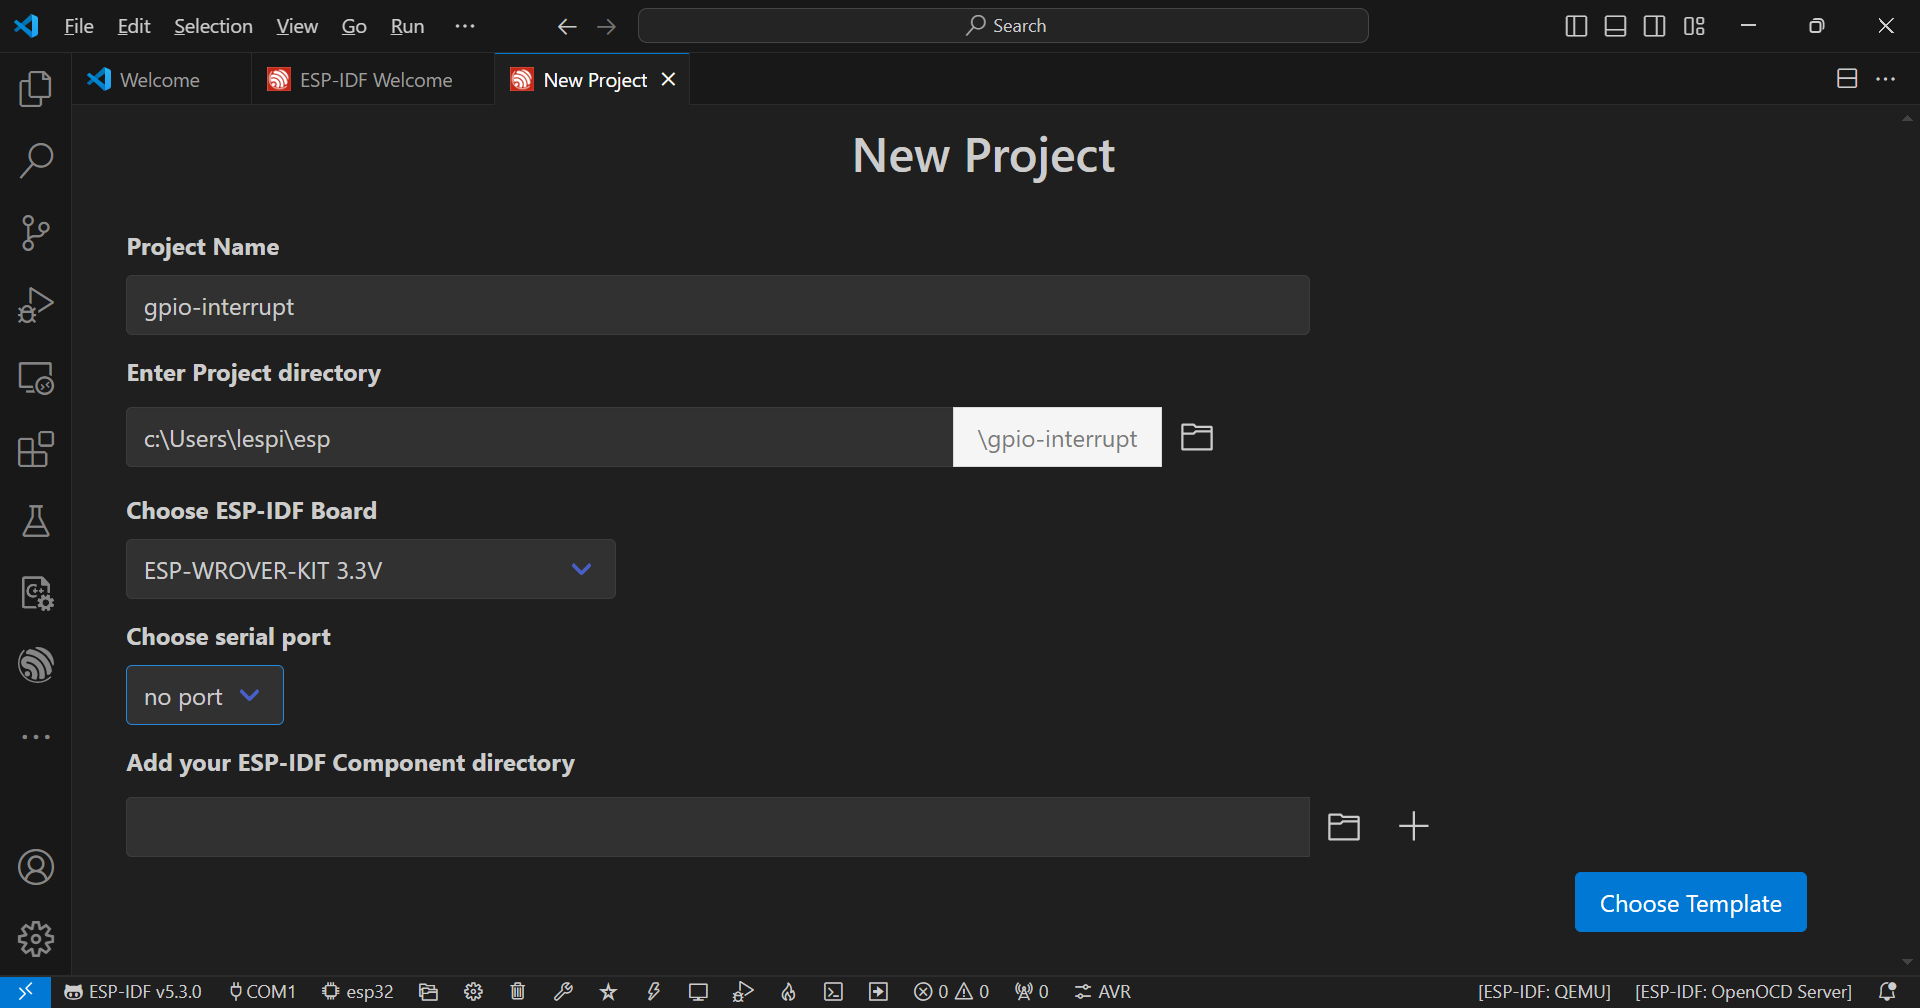 File Edit Selection View Go Run ··· Search
Welcome ESP-IDF Welcome New Project
New Project
Project Name
gpio-interrupt
Enter Project directory
c:\Users\lespi\esp \gpio-interrupt
Choose ESP-IDF Board
ESP-WROVER-KIT 3.3V
Choose serial port
no port
Add your ESP-IDF Component directory
Choose Template
ESP-IDF v5.3.0 COM1 esp32 0 0 0 AVR [ESP-IDF: QEMU] [ESP-IDF: OpenOCD Server]